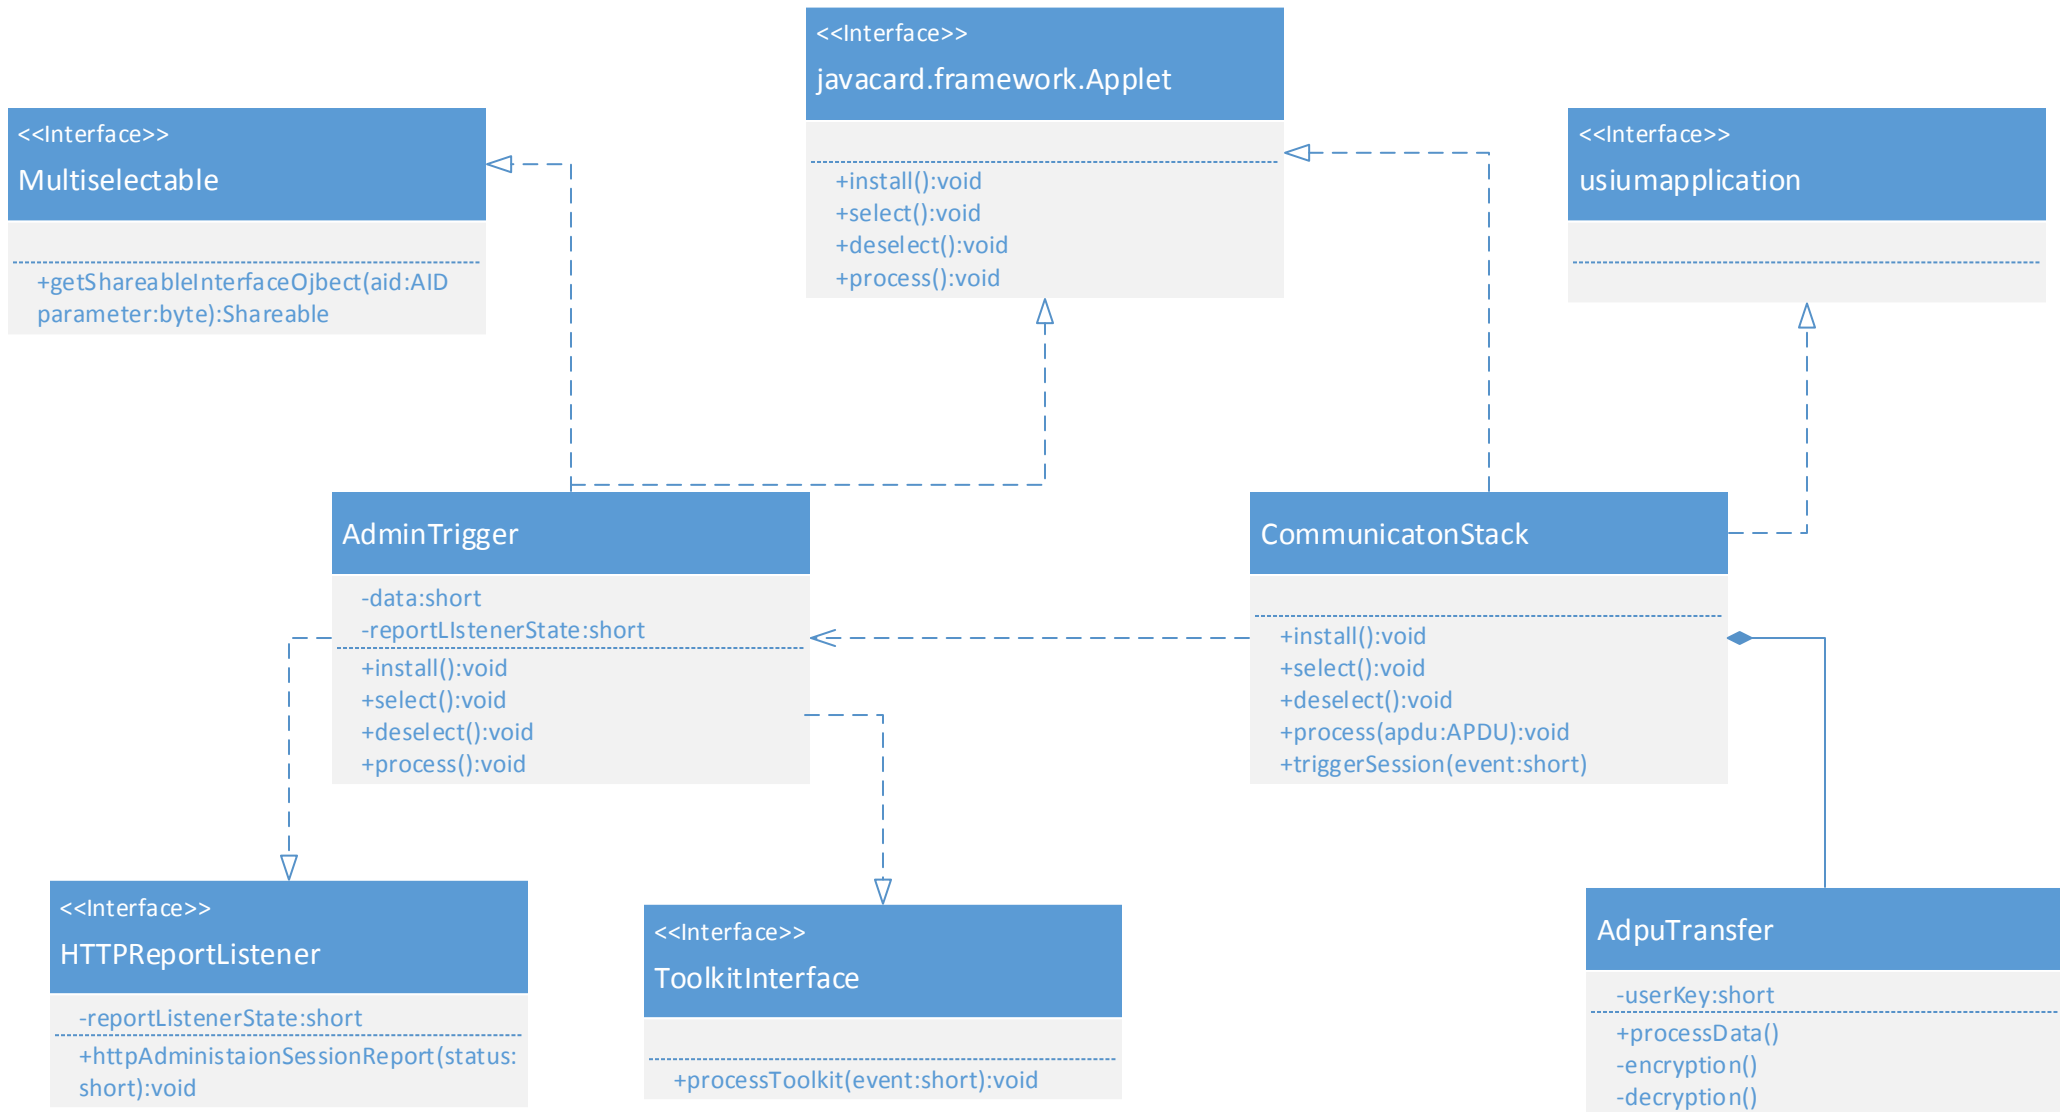 <<Interface>>
javacard.framework.Applet
+install():void
+select():void
+deselect():void
+process():void
<<Interface>>
Multiselectable
+getShareableInterfaceOjbect(aid:AID
parameter:byte):Shareable
<<Interface>>
usiumapplication
AdminTrigger
-data:short
-reportLIstenerState:short
+install():void
+select():void
+deselect():void
+process():void
CommunicatonStack
+install():void
+select():void
+deselect():void
+process(apdu:APDU):void
+triggerSession(event:short)
<<Interface>>
HTTPReportListener
-reportListenerState:short
+httpAdministaionSessionReport(status:
short):void
<<Interface>>
ToolkitInterface
+processToolkit(event:short):void
AdpuTransfer
-userKey:short
+processData()
-encryption()
-decryption()